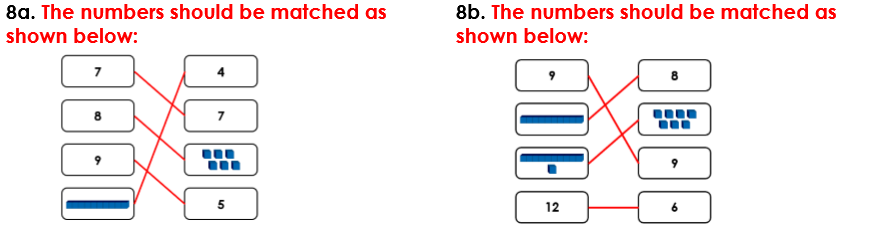 8a. The numbers should be matched as
shown below:
7
4
8
7
9
5
8b. The numbers should be matched as
shown below:
9
8
9
12
6